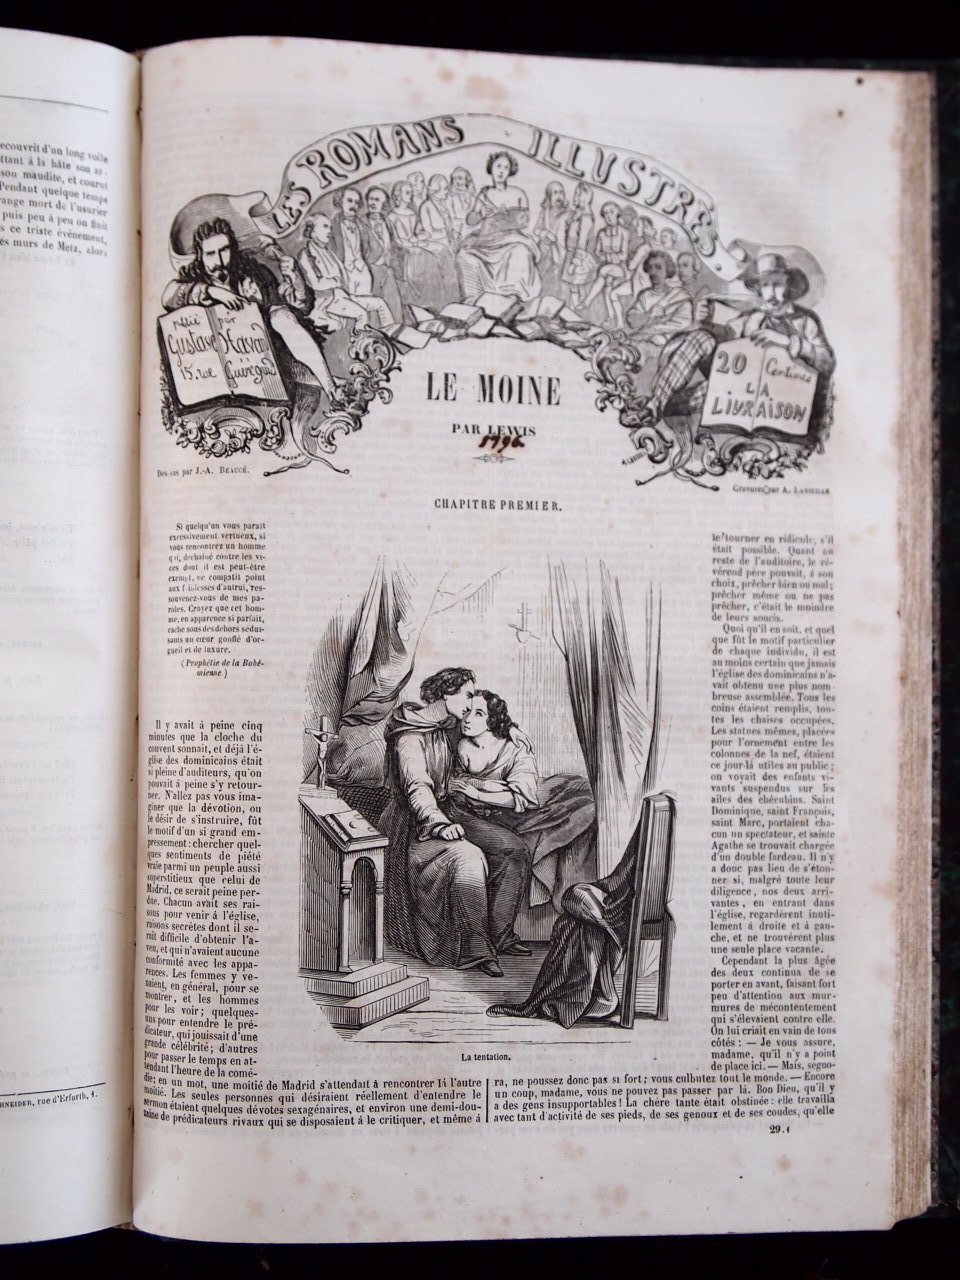 ecouvrit d'un long voile
ttant à la hâte son ar-
son maudite, et courut
Pendant quelque temps
range mort de l'usurier
puis peu à peu on finit
s ce triste événement,
es murs de Metz, alors
HNEIDER, rue d'Erfurth, 1.
LES ROMANS ILLUSTRÉS
publié par
Gustave Havard
15, rue Guénégaud
20 Centimes
LA
LIVRAISON
LE MOINE
PAR LEWIS
1796
Dessins par J.-A. BEAUCÉ.
Gravures par A. LAVIEILLE
CHAPITRE PREMIER.
Si quelqu'un vous paraît
excessivement vertueux, si
vous rencontrez un homme
qui, déchaîné contre les vi-
ces dont il est peut-être
exempt, ne compatit point
aux faiblesses d'autrui, res-
souvenez-vous de mes pa-
roles. Croyez que cet hom-
me, en apparence si parfait,
cache sous des dehors sédui-
sants un cœur gonflé d'or-
gueil et de luxure.
(Prophétie de la Bohé-
mienne.)
Il y avait à peine cinq
minutes que la cloche du
couvent sonnait, et déjà l'é-
glise des dominicains était
si pleine d'auditeurs, qu'on
pouvait à peine s'y retour-
ner. N'allez pas vous ima-
giner que la dévotion, ou
le désir de s'instruire, fût
le motif d'un si grand em-
pressement : chercher quel-
ques sentiments de piété
vraie parmi un peuple aussi
superstitieux que celui de
Madrid, ce serait peine per-
due. Chacun avait ses rai-
sons pour venir à l'église,
raisons secrètes dont il se-
rait difficile d'obtenir l'a-
veu, et qui n'avaient aucune
conformité avec les appa-
rences. Les femmes y ve-
naient, en général, pour se
montrer, et les hommes
pour les voir ; quelques-
uns pour entendre le pré-
dicateur, qui jouissait d'une
grande célébrité ; d'autres
pour passer le temps en at-
tendant l'heure de la comé-
die; en un mot, une moitié de Madrid s'attendait à rencontrer là l'autre
moitié. Les seules personnes qui désiraient réellement d'entendre le
sermon étaient quelques dévotes sexagénaires, et environ une demi-dou-
zaine de prédicateurs rivaux qui se disposaient à le critiquer, et même à
La tentation.
le tourner en ridicule, s'il
était possible. Quant au
reste de l'auditoire, le ré-
vérend père pouvait, à son
choix, prêcher bien ou mal ;
prêcher même ou ne pas
prêcher, c'était le moindre
de leurs soucis.
Quoi qu'il en soit, et quel
que fût le motif particulier
de chaque individu, il est
au moins certain que jamais
l'église des dominicains n'a-
vait obtenu une plus nom-
breuse assemblée. Tous les
coins étaient remplis, tou-
tes les chaises occupées.
Les statues mêmes, placées
pour l'ornement entre les
colonnes de la nef, étaient
ce jour-là utiles au public ;
on voyait des enfants vi-
vants suspendus sur les
ailes des chérubins. Saint
Dominique, saint François,
saint Marc, portaient cha-
cun un spectateur, et sainte
Agathe se trouvait chargée
d'un double fardeau. Il n'y
a donc pas lieu de s'éton-
ner si, malgré toute leur
diligence, nos deux arri-
vantes, en entrant dans
l'église, regardèrent inuti-
lement à droite et à gau-
che, et ne trouvèrent plus
une seule place vacante.
Cependant la plus âgée
des deux continua de se
porter en avant, faisant fort
peu d'attention aux mur-
mures de mécontentement
qui s'élevaient contre elle.
On lui criait en vain de tous
côtés : — Je vous assure,
madame, qu'il n'y a point
de place ici. — Mais, segno-
ra, ne poussez donc pas si fort ; vous culbutez tout le monde. — Encore
un coup, madame, vous ne pouvez pas passer par là. Bon Dieu, qu'il y
a des gens insupportables ! La chère tante était obstinée : elle travailla
avec tant d'activité de ses pieds, de ses genoux et de ses coudes, qu'elle
29.1